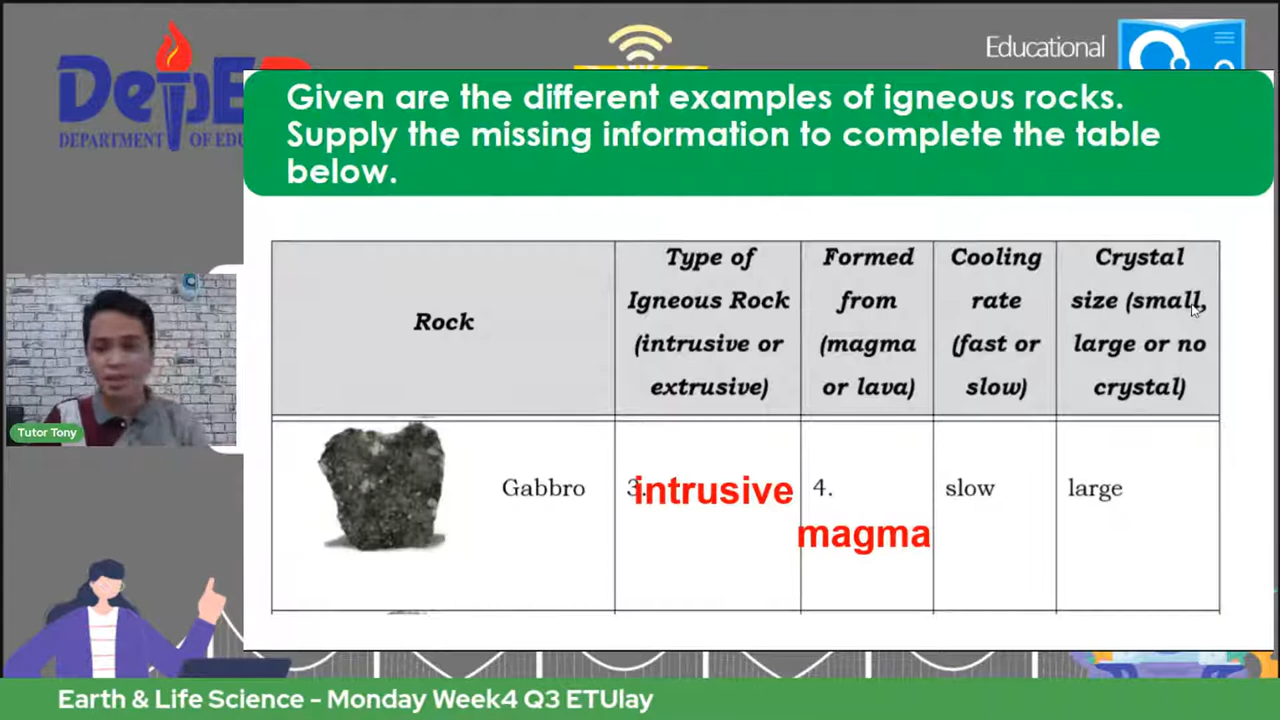 DepE
DEPARTMENT OF EDU
Educational
Given are the different examples of igneous rocks.
Supply the missing information to complete the table
below.
Rock
Type of
Igneous Rock
(intrusive or
extrusive)
Formed
from
(magma
or lava)
Cooling
rate
(fast or
slow)
Crystal
size (small,
large or no
crystal)
Gabbro
3.
intrusive
4.
magma
slow
large
Tutor Tony
Earth & Life Science - Monday Week4 Q3 ETUlay